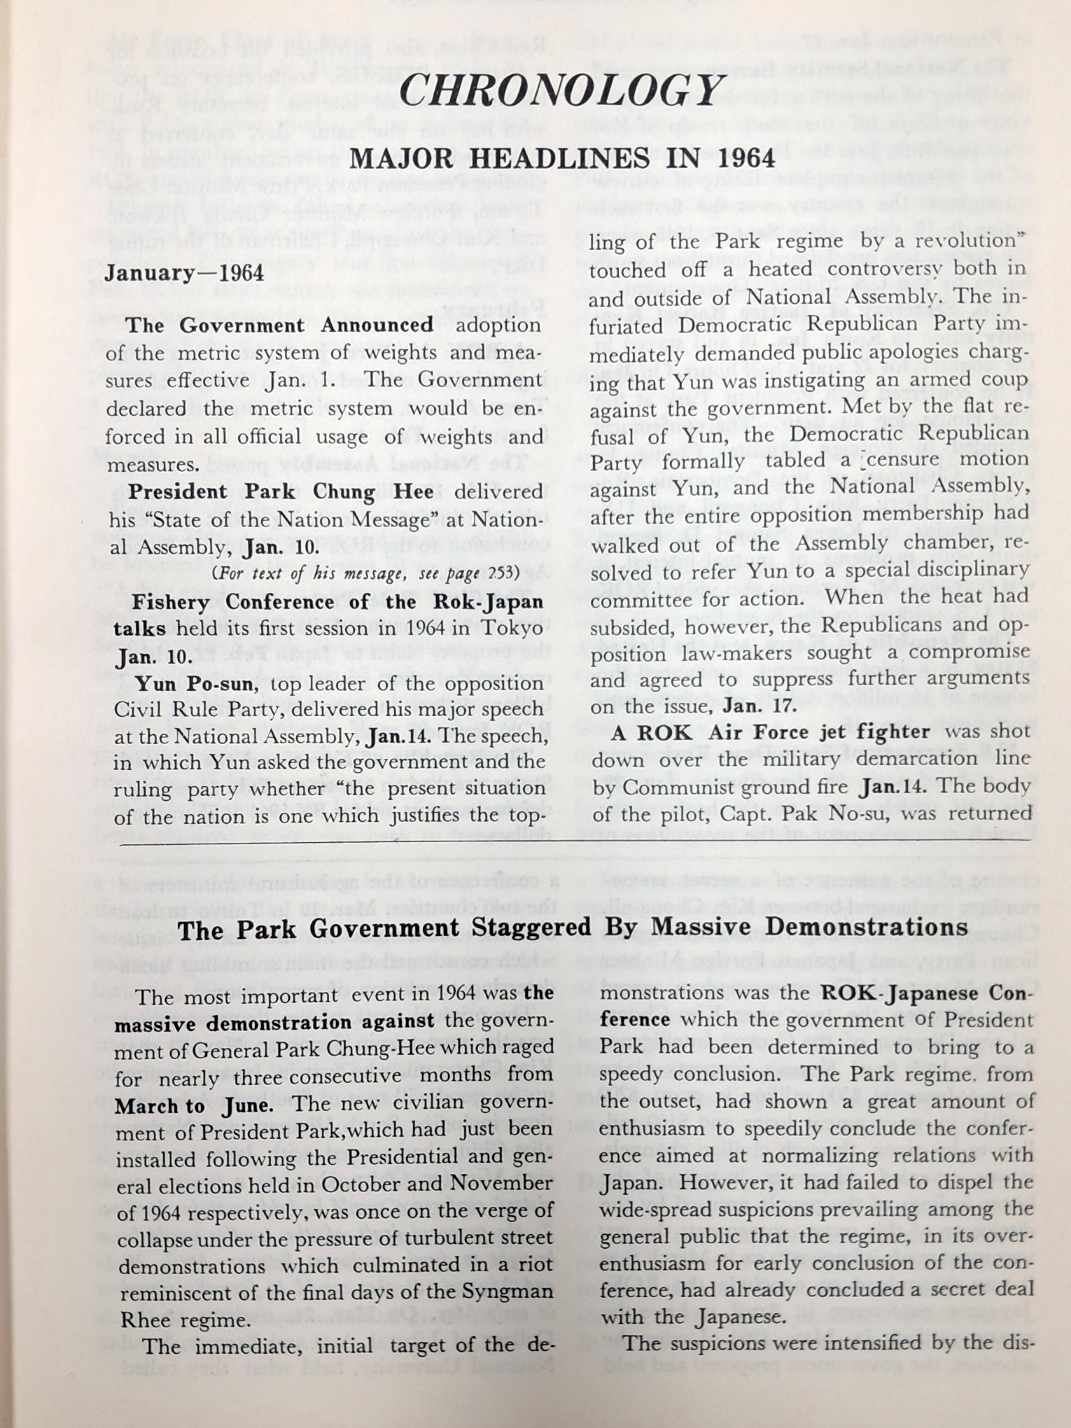 CHRONOLOGY
MAJOR HEADLINES IN 1964
January—1964
The Government Announced adoption
of the metric system of weights and mea-
sures effective Jan. 1. The Government
declared the metric system would be en-
forced in all official usage of weights and
measures.
President Park Chung Hee delivered
his “State of the Nation Message” at Nation-
al Assembly, Jan. 10.
(For text of his message, see page 253)
Fishery Conference of the Rok-Japan
talks held its first session in 1964 in Tokyo
Jan. 10.
Yun Po-sun, top leader of the opposition
Civil Rule Party, delivered his major speech
at the National Assembly, Jan.14. The speech,
in which Yun asked the government and the
ruling party whether “the present situation
of the nation is one which justifies the top-
ling of the Park regime by a revolution”
touched off a heated controversy both in
and outside of National Assembly. The in-
furiated Democratic Republican Party im-
mediately demanded public apologies charg-
ing that Yun was instigating an armed coup
against the government. Met by the flat re-
fusal of Yun, the Democratic Republican
Party formally tabled a censure motion
against Yun, and the National Assembly,
after the entire opposition membership had
walked out of the Assembly chamber, re-
solved to refer Yun to a special disciplinary
committee for action. When the heat had
subsided, however, the Republicans and op-
position law-makers sought a compromise
and agreed to suppress further arguments
on the issue, Jan. 17.
A ROK Air Force jet fighter was shot
down over the military demarcation line
by Communist ground fire Jan.14. The body
of the pilot, Capt. Pak No-su, was returned
The Park Government Staggered By Massive Demonstrations
The most important event in 1964 was the
massive demonstration against the govern-
ment of General Park Chung-Hee which raged
for nearly three consecutive months from
March to June. The new civilian govern-
ment of President Park,which had just been
installed following the Presidential and gen-
eral elections held in October and November
of 1964 respectively, was once on the verge of
collapse under the pressure of turbulent street
demonstrations which culminated in a riot
reminiscent of the final days of the Syngman
Rhee regime.
The immediate, initial target of the de-
monstrations was the ROK-Japanese Con-
ference which the government of President
Park had been determined to bring to a
speedy conclusion. The Park regime. from
the outset, had shown a great amount of
enthusiasm to speedily conclude the confer-
ence aimed at normalizing relations with
Japan. However, it had failed to dispel the
wide-spread suspicions prevailing among the
general public that the regime, in its over-
enthusiasm for early conclusion of the con-
ference, had already concluded a secret deal
with the Japanese.
The suspicions were intensified by the dis-